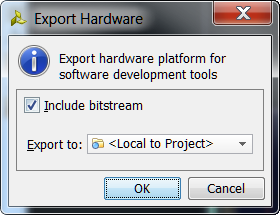 Export Hardware
Export hardware platform for
software development tools
Include bitstream
Export to: <Local to Project>
OK Cancel